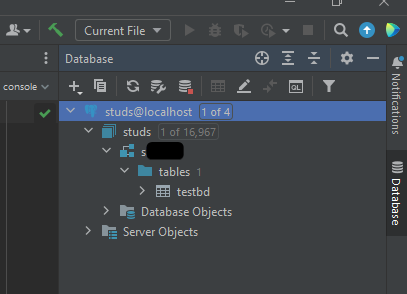 Current File
Database
console
QL
studs@localhost 1 of 4
studs 1 of 16,967
s
tables 1
testbd
Database Objects
Server Objects
Notifications
Database